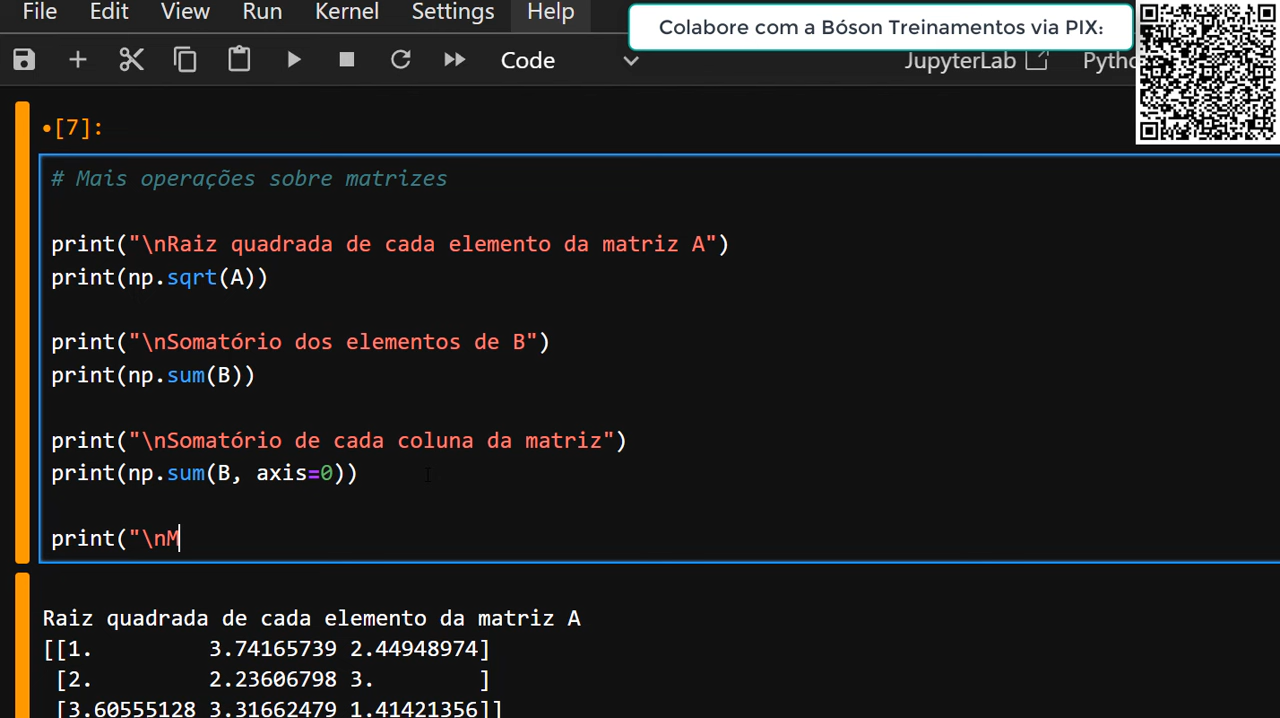 File Edit View Run Kernel Settings Help
Colabore com a Bóson Treinamentos via PIX:
Code JupyterLab
[7]:
# Mais operações sobre matrizes
print("\nRaiz quadrada de cada elemento da matriz A")
print(np.sqrt(A))
print("\nSomatório dos elementos de B")
print(np.sum(B))
print("\nSomatório de cada coluna da matriz")
print(np.sum(B, axis=0))
print("\nM
Raiz quadrada de cada elemento da matriz A
[[1. 3.74165739 2.44948974]
[2. 2.23606798 3. ]
[3.60555128 3.31662479 1.41421356]]